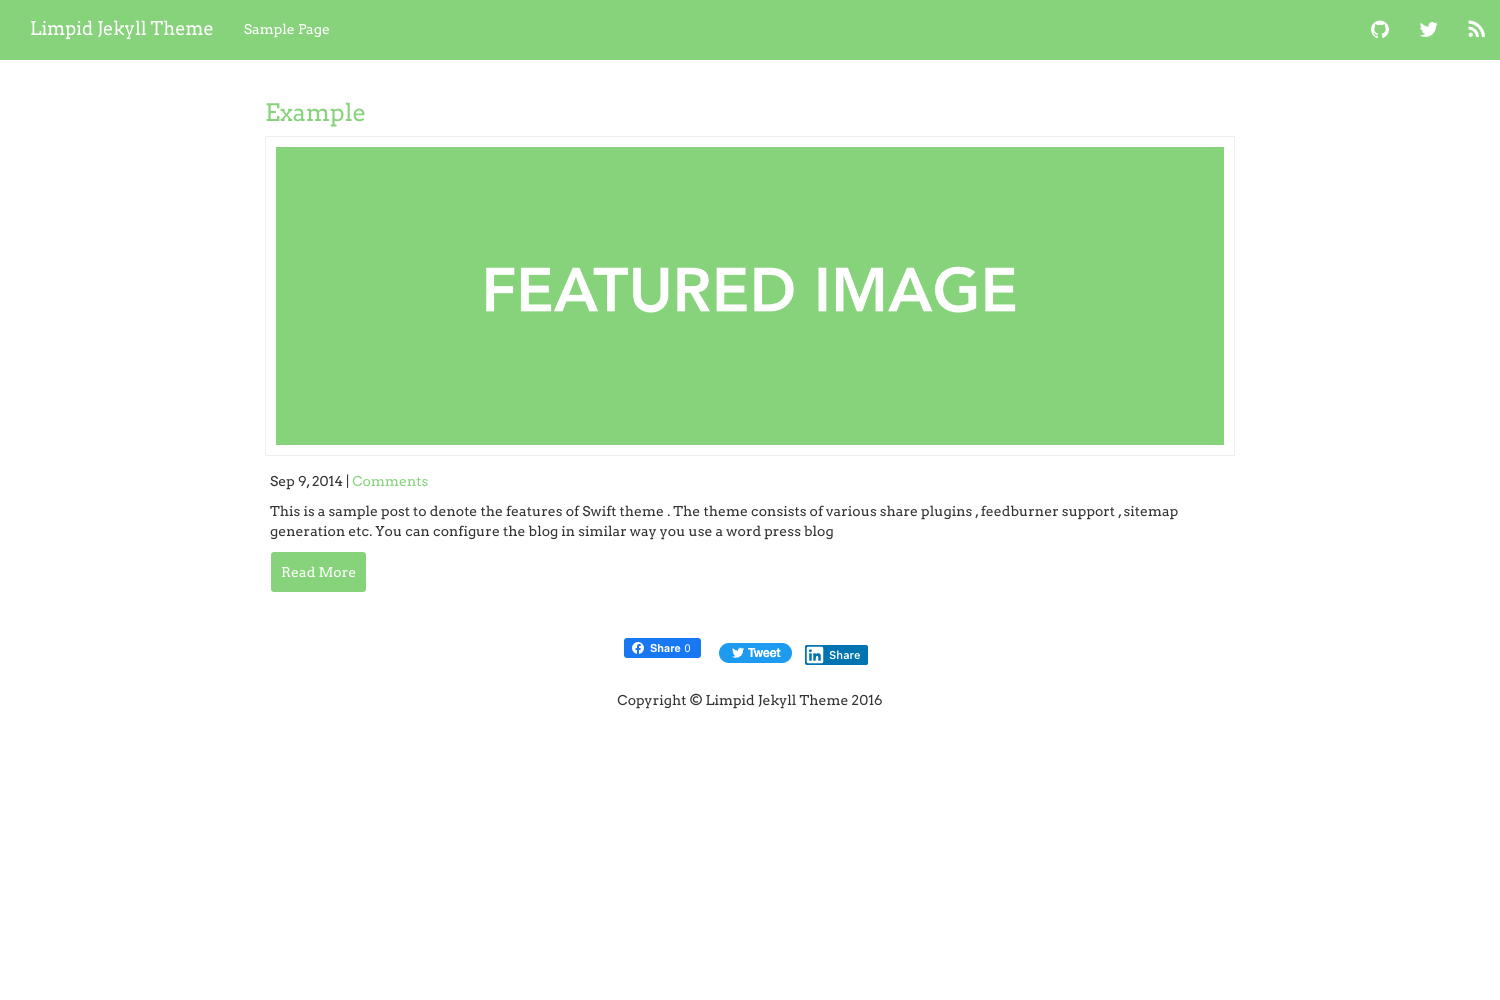 Limpid Jekyll Theme Sample Page
Example
FEATURED IMAGE
Sep 9, 2014 | Comments
This is a sample post to denote the features of Swift theme . The theme consists of various share plugins , feedburner support , sitemap
generation etc. You can configure the blog in similar way you use a word press blog
Read More
Share 0 Tweet Share
Copyright © Limpid Jekyll Theme 2016